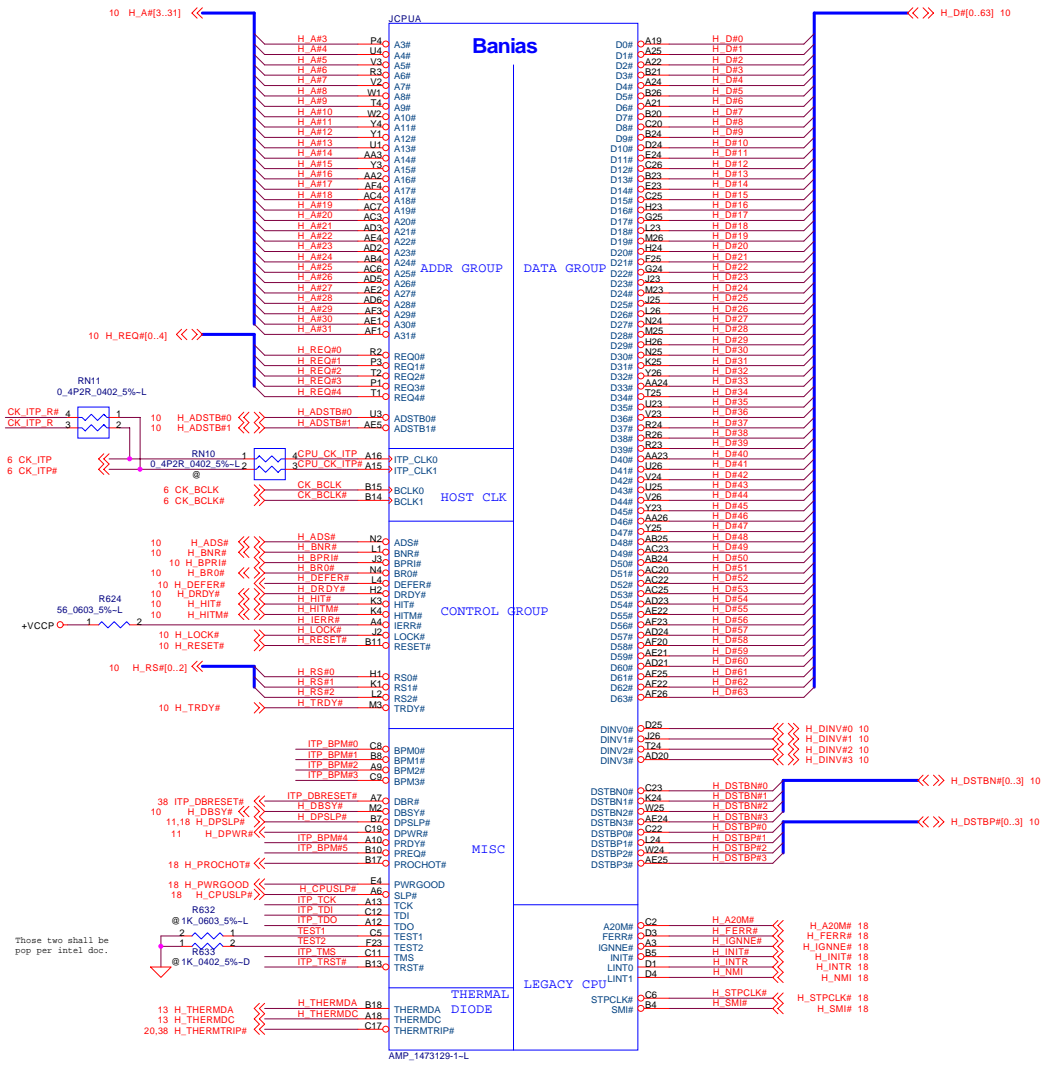 10 H_A#[3..31]
JCPUA
Banias
H_D#[0..63] 10
H_A#3 P4 A3#
H_A#4 U4 A4#
H_A#5 V3 A5#
H_A#6 R3 A6#
H_A#7 V2 A7#
H_A#8 W1 A8#
H_A#9 T4 A9#
H_A#10 W2 A10#
H_A#11 Y4 A11#
H_A#12 Y1 A12#
H_A#13 U1 A13#
H_A#14 AA3 A14#
H_A#15 Y3 A15#
H_A#16 AA2 A16#
H_A#17 AF4 A17#
H_A#18 AC4 A18#
H_A#19 AC7 A19#
H_A#20 AC3 A20#
H_A#21 AD3 A21#
H_A#22 AE4 A22#
H_A#23 AD2 A23#
H_A#24 AB4 A24#
H_A#25 AC6 A25#
H_A#26 AD5 A26#
H_A#27 AE2 A27#
H_A#28 AD6 A28#
H_A#29 AF3 A29#
H_A#30 AE1 A30#
H_A#31 AF1 A31#
ADDR GROUP
10 H_REQ#[0..4]
H_REQ#0 R2 REQ0#
H_REQ#1 P3 REQ1#
H_REQ#2 T2 REQ2#
H_REQ#3 P1 REQ3#
H_REQ#4 T1 REQ4#
RN11
0_4P2R_0402_5%~L
CK_ITP_R# 4 1
CK_ITP_R 3 2
10 H_ADSTB#0 H_ADSTB#0 U3 ADSTB0#
10 H_ADSTB#1 H_ADSTB#1 AE5 ADSTB1#
RN10
0_4P2R_0402_5%~L
@
6 CK_ITP 1 4 CPU_CK_ITP A16 ITP_CLK0
6 CK_ITP# 2 3 CPU_CK_ITP# A15 ITP_CLK1
6 CK_BCLK CK_BCLK B15 BCLK0
6 CK_BCLK# CK_BCLK# B14 BCLK1
HOST CLK
10 H_ADS# H_ADS# N2 ADS#
10 H_BNR# H_BNR# L1 BNR#
10 H_BPRI# H_BPRI# J3 BPRI#
10 H_BR0# H_BR0# N4 BR0#
10 H_DEFER# H_DEFER# L4 DEFER#
10 H_DRDY# H_DRDY# H2 DRDY#
10 H_HIT# H_HIT# K3 HIT#
10 H_HITM# H_HITM# K4 HITM#
R624
56_0603_5%~L
+VCCP 1 2 H_IERR# A4 IERR#
10 H_LOCK# H_LOCK# J2 LOCK#
10 H_RESET# H_RESET# B11 RESET#
CONTROL GROUP
10 H_RS#[0..2]
H_RS#0 H1 RS0#
H_RS#1 K1 RS1#
H_RS#2 L2 RS2#
10 H_TRDY# H_TRDY# M3 TRDY#
ITP_BPM#0 C8 BPM0#
ITP_BPM#1 B8 BPM1#
ITP_BPM#2 A9 BPM2#
ITP_BPM#3 C9 BPM3#
38 ITP_DBRESET# ITP_DBRESET# A7 DBR#
10 H_DBSY# H_DBSY# M2 DBSY#
11,18 H_DPSLP# H_DPSLP# B7 DPSLP#
11 H_DPWR# C19 DPWR#
ITP_BPM#4 A10 PRDY#
ITP_BPM#5 B10 PREQ#
18 H_PROCHOT# B17 PROCHOT#
MISC
18 H_PWRGOOD E4 PWRGOOD
18 H_CPUSLP# H_CPUSLP# A6 SLP#
ITP_TCK A13 TCK
ITP_TDI C12 TDI
ITP_TDO A12 TDO
R632
@1K_0603_5%~L
2 1 TEST1 C5 TEST1
1 2 TEST2 F23 TEST2
R633
@1K_0402_5%~D
Those two shall be
pop per intel doc.
ITP_TMS C11 TMS
ITP_TRST# B13 TRST#
THERMAL
DIODE
13 H_THERMDA H_THERMDA B18 THERMDA
13 H_THERMDC H_THERMDC A18 THERMDC
20,38 H_THERMTRIP# C17 THERMTRIP#
AMP_1473129-1~L
D0# A19 H_D#0
D1# A25 H_D#1
D2# A22 H_D#2
D3# B21 H_D#3
D4# A24 H_D#4
D5# B26 H_D#5
D6# A21 H_D#6
D7# B20 H_D#7
D8# C20 H_D#8
D9# B24 H_D#9
D10# D24 H_D#10
D11# E24 H_D#11
D12# C26 H_D#12
D13# B23 H_D#13
D14# E23 H_D#14
D15# C25 H_D#15
D16# H23 H_D#16
D17# G25 H_D#17
D18# L23 H_D#18
D19# M26 H_D#19
D20# H24 H_D#20
D21# F25 H_D#21
D22# G24 H_D#22
D23# J23 H_D#23
D24# M23 H_D#24
D25# J25 H_D#25
D26# L26 H_D#26
D27# N24 H_D#27
D28# M25 H_D#28
D29# H26 H_D#29
D30# N25 H_D#30
D31# K25 H_D#31
D32# Y26 H_D#32
D33# AA24 H_D#33
D34# T25 H_D#34
D35# U23 H_D#35
D36# V23 H_D#36
D37# R24 H_D#37
D38# R26 H_D#38
D39# R23 H_D#39
D40# AA23 H_D#40
D41# U26 H_D#41
D42# V24 H_D#42
D43# U25 H_D#43
D44# V26 H_D#44
D45# Y23 H_D#45
D46# AA26 H_D#46
D47# Y25 H_D#47
D48# AB25 H_D#48
D49# AC23 H_D#49
D50# AB24 H_D#50
D51# AC20 H_D#51
D52# AC22 H_D#52
D53# AC25 H_D#53
D54# AD23 H_D#54
D55# AE22 H_D#55
D56# AF23 H_D#56
D57# AD24 H_D#57
D58# AF20 H_D#58
D59# AE21 H_D#59
D60# AD21 H_D#60
D61# AF25 H_D#61
D62# AF22 H_D#62
D63# AF26 H_D#63
DATA GROUP
DINV0# D25 H_DINV#0 10
DINV1# J26 H_DINV#1 10
DINV2# T24 H_DINV#2 10
DINV3# AD20 H_DINV#3 10
H_DSTBN#[0..3] 10
DSTBN0# C23 H_DSTBN#0
DSTBN1# K24 H_DSTBN#1
DSTBN2# W25 H_DSTBN#2
DSTBN3# AE24 H_DSTBN#3
H_DSTBP#[0..3] 10
DSTBP0# C22 H_DSTBP#0
DSTBP1# L24 H_DSTBP#1
DSTBP2# W24 H_DSTBP#2
DSTBP3# AE25 H_DSTBP#3
A20M# C2 H_A20M# H_A20M# 18
FERR# D3 H_FERR# H_FERR# 18
IGNNE# A3 H_IGNNE# H_IGNNE# 18
INIT# B5 H_INIT# H_INIT# 18
LINT0 D1 H_INTR H_INTR 18
LINT1 D4 H_NMI H_NMI 18
LEGACY CPU
STPCLK# C6 H_STPCLK# H_STPCLK# 18
SMI# B4 H_SMI# H_SMI# 18